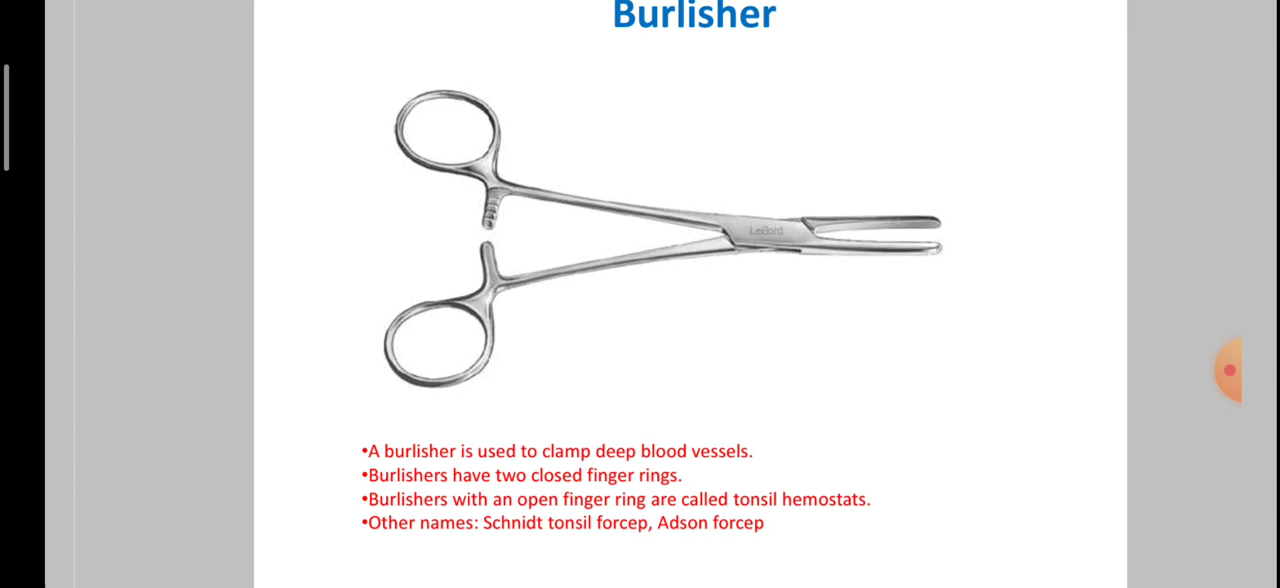 Burlisher
•A burlisher is used to clamp deep blood vessels.
•Burlishers have two closed finger rings.
•Burlishers with an open finger ring are called tonsil hemostats.
•Other names: Schnidt tonsil forcep, Adson forcep